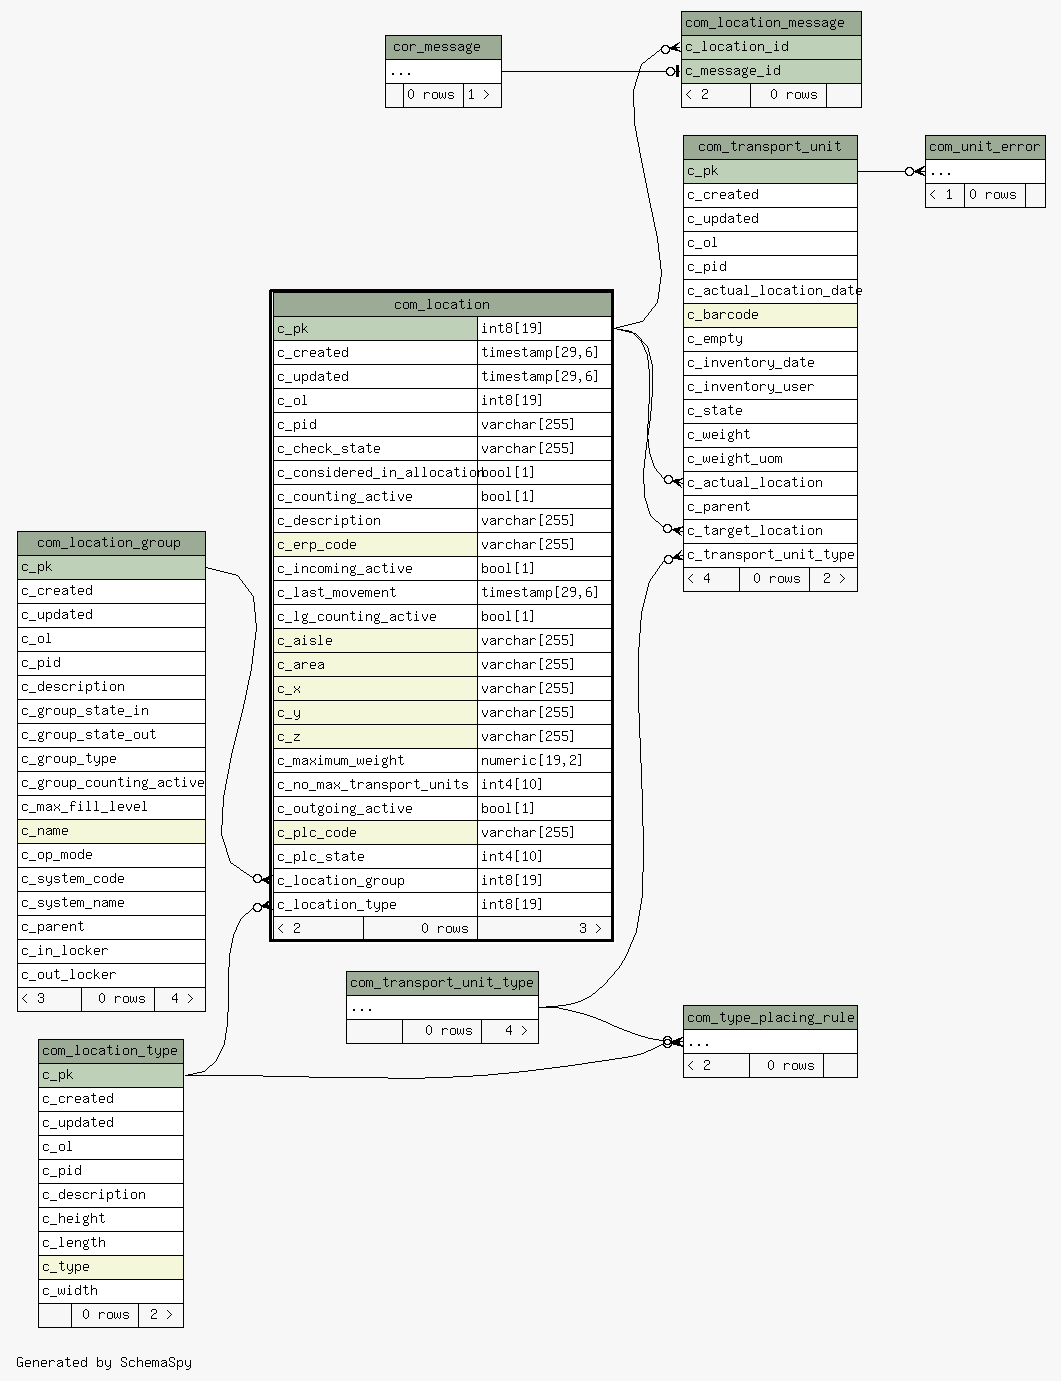 com_location_message
c_location_id
c_message_id
< 2 0 rows
cor_message
...
0 rows 1 >
com_transport_unit
c_pk
c_created
c_updated
c_ol
c_pid
c_actual_location_date
c_barcode
c_empty
c_inventory_date
c_inventory_user
c_state
c_weight
c_weight_uom
c_actual_location
c_parent
c_target_location
c_transport_unit_type
< 4 0 rows 2 >
com_unit_error
...
< 1 0 rows
com_location
c_pk int8[19]
c_created timestamp[29,6]
c_updated timestamp[29,6]
c_ol int8[19]
c_pid varchar[255]
c_check_state varchar[255]
c_considered_in_allocation bool[1]
c_counting_active bool[1]
c_description varchar[255]
c_erp_code varchar[255]
c_incoming_active bool[1]
c_last_movement timestamp[29,6]
c_lg_counting_active bool[1]
c_aisle varchar[255]
c_area varchar[255]
c_x varchar[255]
c_y varchar[255]
c_z varchar[255]
c_maximum_weight numeric[19,2]
c_no_max_transport_units int4[10]
c_outgoing_active bool[1]
c_plc_code varchar[255]
c_plc_state int4[10]
c_location_group int8[19]
c_location_type int8[19]
< 2 0 rows 3 >
com_location_group
c_pk
c_created
c_updated
c_ol
c_pid
c_description
c_group_state_in
c_group_state_out
c_group_type
c_group_counting_active
c_max_fill_level
c_name
c_op_mode
c_system_code
c_system_name
c_parent
c_in_locker
c_out_locker
< 3 0 rows 4 >
com_transport_unit_type
...
0 rows 4 >
com_type_placing_rule
...
< 2 0 rows
com_location_type
c_pk
c_created
c_updated
c_ol
c_pid
c_description
c_height
c_length
c_type
c_width
0 rows 2 >
Generated by SchemaSpy